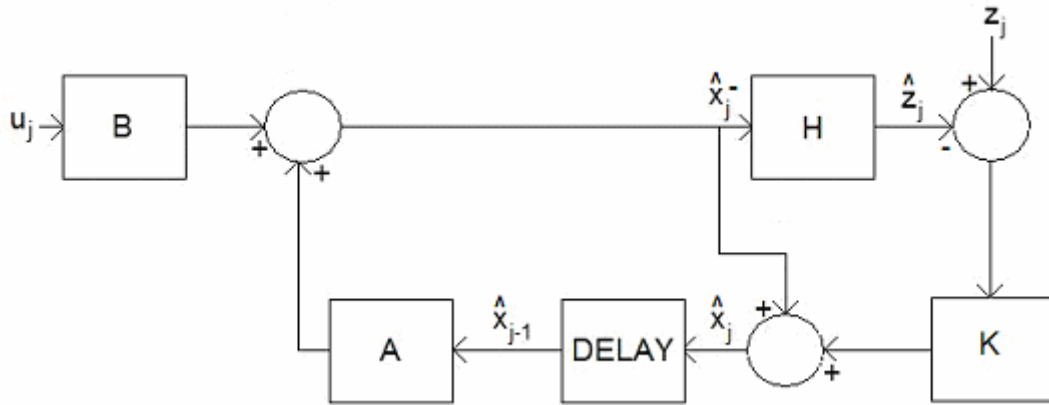 z_j
u_j
B
+
+
x̂_j^-
H
ẑ_j
+
-
A
x̂_{j-1}
DELAY
x̂_j
+
+
K